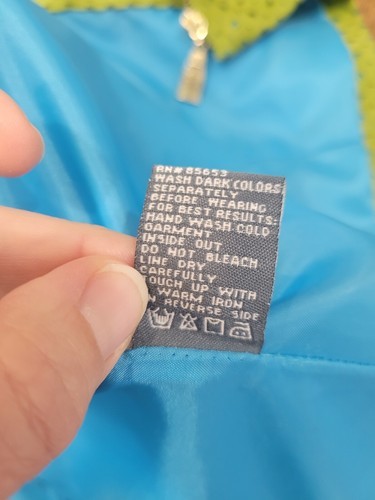 RN# 85653
WASH DARK COLORS
SEPARATELY
BEFORE WEARING
FOR BEST RESULTS:
HAND WASH COLD
GARMENT
INSIDE OUT
DO NOT BLEACH
LINE DRY
CAREFULLY
TOUCH UP WITH
WARM IRON
REVERSE SIDE